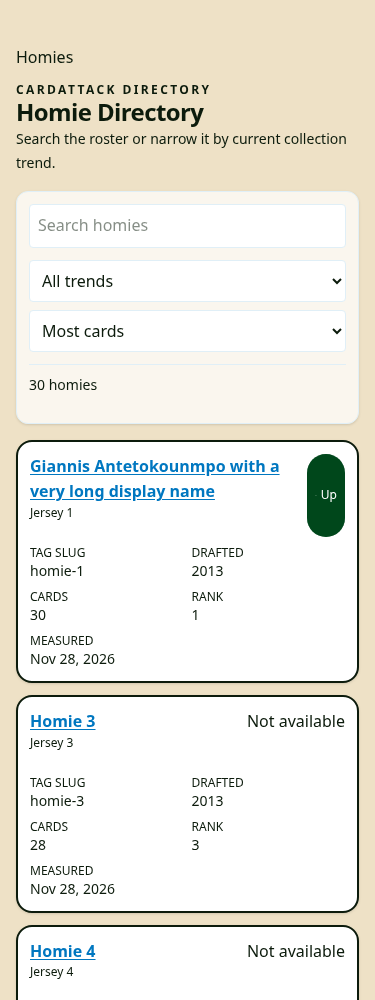 Homies
CARDATTACK DIRECTORY
Homie Directory
Search the roster or narrow it by current collection
trend.
Search homies
All trends
Most cards
30 homies
Giannis Antetokounmpo with a
very long display name
Up
Jersey 1
TAG SLUG
DRAFTED
homie-1
2013
CARDS
RANK
30
1
MEASURED
Nov 28, 2026
Homie 3
Not available
Jersey 3
TAG SLUG
DRAFTED
homie-3
2013
CARDS
RANK
28
3
MEASURED
Nov 28, 2026
Homie 4
Not available
Jersey 4